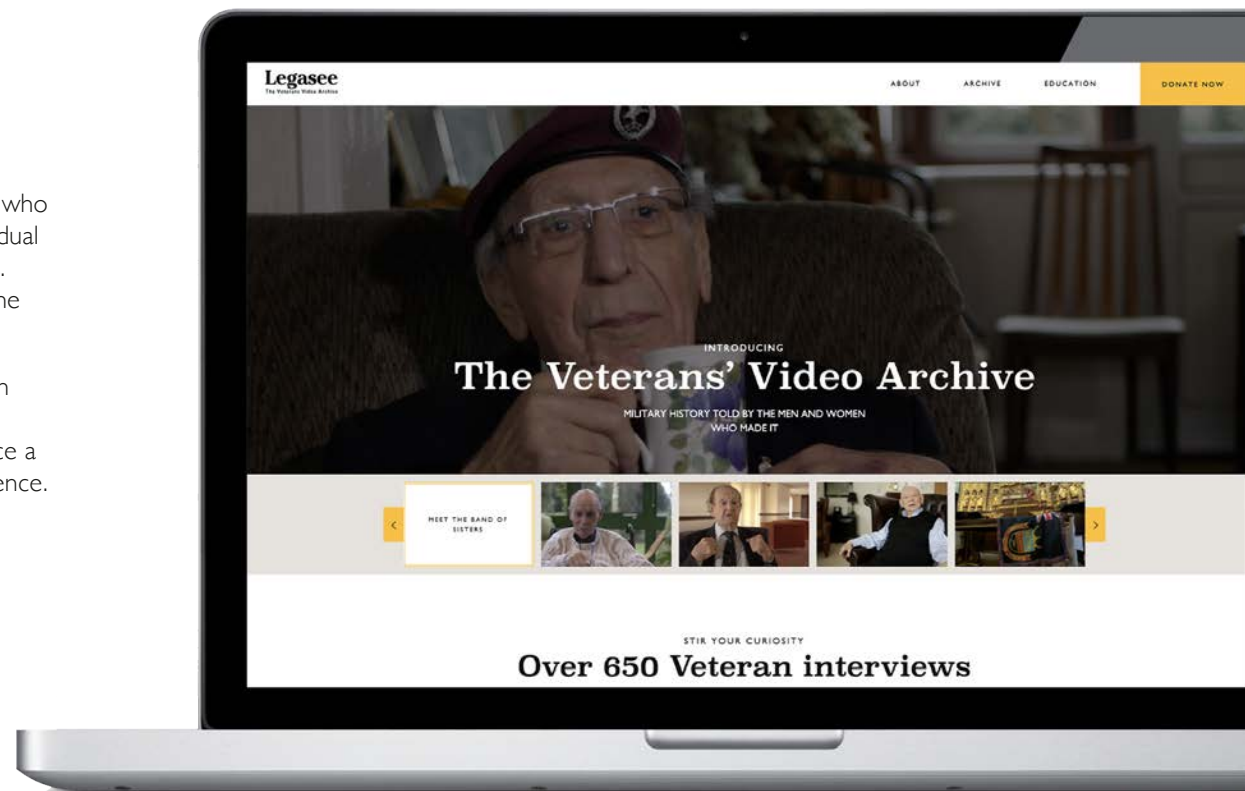 who
dual
.
ne
n
ce a
ence.
Legasee
The Veterans Video Archive
ABOUT
ARCHIVE
EDUCATION
DONATE NOW
INTRODUCING
The Veterans' Video Archive
MILITARY HISTORY TOLD BY THE MEN AND WOMEN
WHO MADE IT
<
MEET THE BAND OF
SISTERS
>
STIR YOUR CURIOSITY
Over 650 Veteran interviews